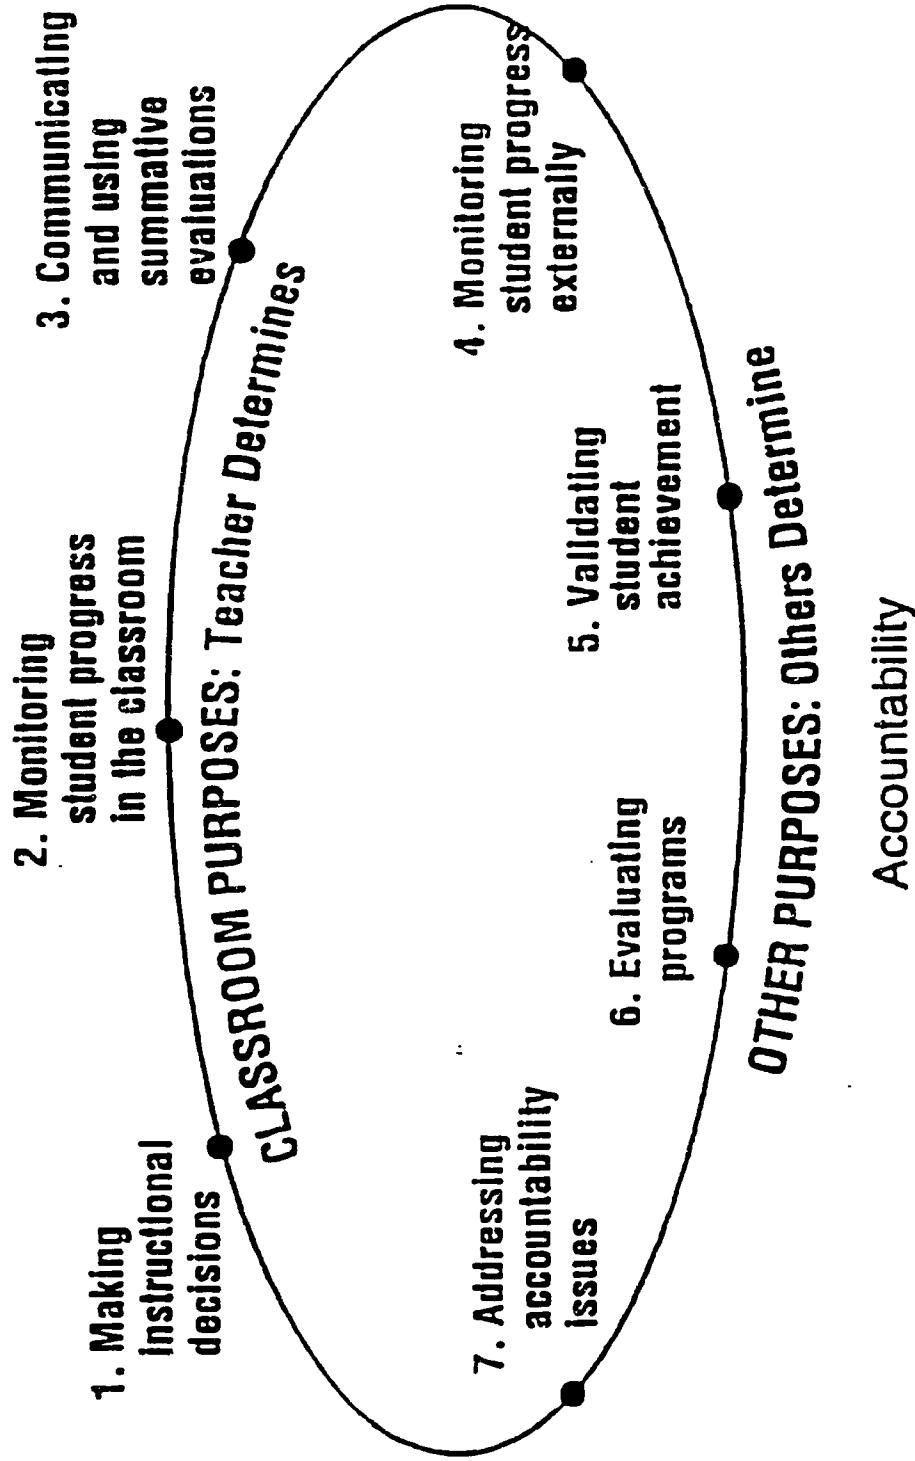 1. Making
instructional
decisions
2. Monitoring
student progress
in the classroom
3. Communicating
and using
summative
evaluations
CLASSROOM PURPOSES: Teacher Determines
4. Monitoring
student progress
externally
5. Validating
student
achievement
6. Evaluating
programs
7. Addressing
accountability
issues
OTHER PURPOSES: Others Determine
Accountability